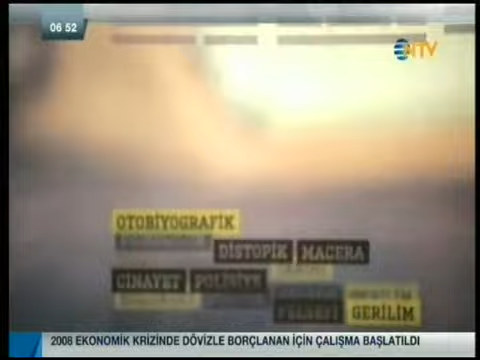 06 52
NTV
OTOBİYOGRAFİK
DİSTOPİK MACERA
CİNAYET POLİSİYE
GERİLİM
2008 EKONOMİK KRİZİNDE DÖVİZLE BORÇLANAN İÇİN ÇALIŞMA BAŞLATILDI